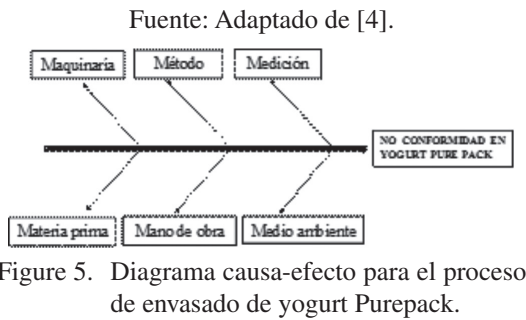 Fuente: Adaptado de [4].
Maquinaría Método Medición
NO CONFORMIDAD EN
YOGURT PURE PACK
Materia prima Mano de obra Medio ambiente
Figure 5. Diagrama causa-efecto para el proceso
de envasado de yogurt Purepack.